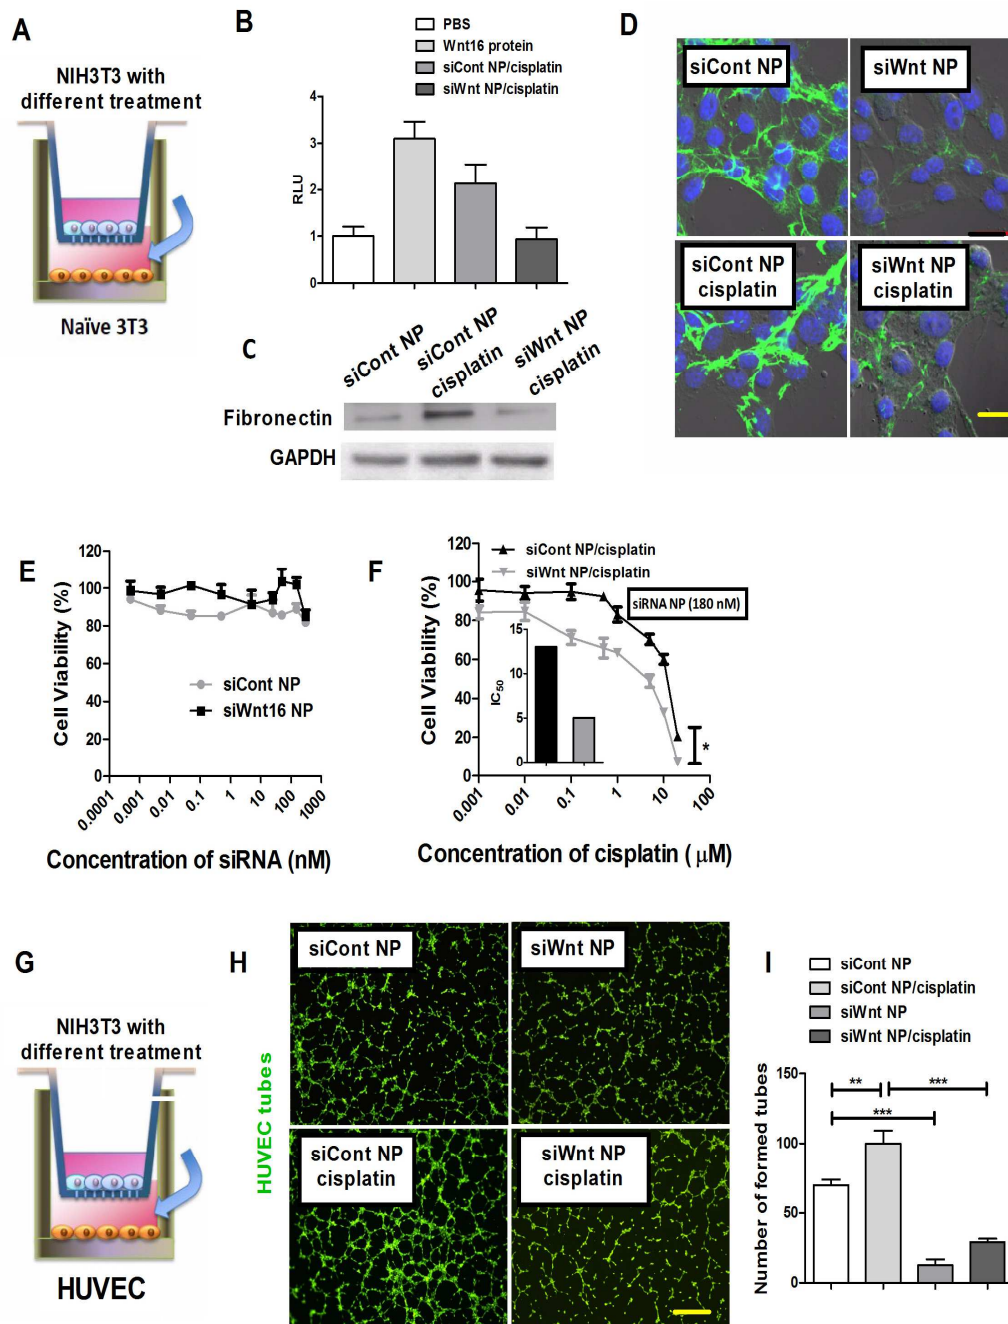 A
NIH3T3 with
different treatment
Naïve 3T3
B
PBS
Wnt16 protein
siCont NP/cisplatin
siWnt NP/cisplatin
4
3
2
1
0
RLU
C
siCont NP
siCont NP
cisplatin
siWnt NP
cisplatin
Fibronectin
GAPDH
D
siCont NP
siWnt NP
siCont NP
cisplatin
siWnt NP
cisplatin
E
120
100
80
60
40
20
0
Cell Viability (%)
siCont NP
siWnt16 NP
0.0001
0.001
0.01
0.1
1
10
100
1000
Concentration of siRNA (nM)
F
siCont NP/cisplatin
siWnt NP/cisplatin
siRNA NP (180 nM)
120
100
80
60
40
20
0
Cell Viability (%)
15
10
5
0
IC50
*
0.001
0.01
0.1
1
10
100
Concentration of cisplatin ( μM)
G
NIH3T3 with
different treatment
HUVEC
H
HUVEC tubes
siCont NP
siWnt NP
siCont NP
cisplatin
siWnt NP
cisplatin
I
siCont NP
siCont NP/cisplatin
siWnt NP
siWnt NP/cisplatin
150
100
50
0
Number of formed tubes
**
***
***